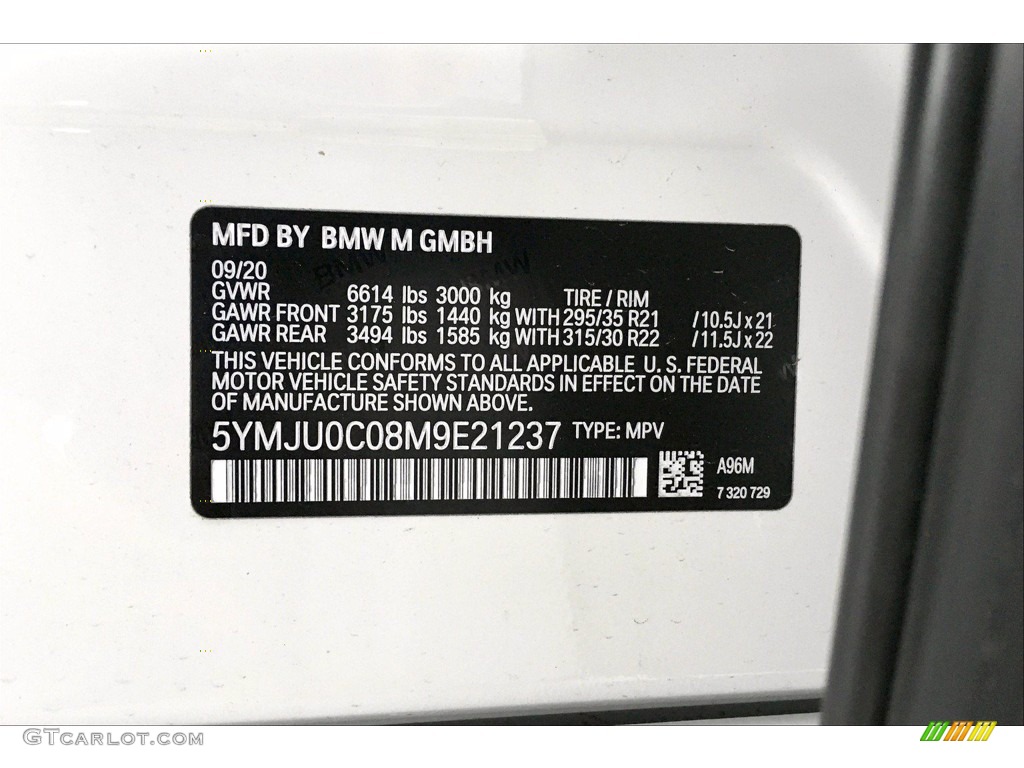 MFD BY BMW M GMBH
09/20
GVWR 6614 lbs 3000 kg TIRE / RIM
GAWR FRONT 3175 lbs 1440 kg WITH 295/35 R21 /10.5J x 21
GAWR REAR 3494 lbs 1585 kg WITH 315/30 R22 /11.5J x 22
THIS VEHICLE CONFORMS TO ALL APPLICABLE U. S. FEDERAL
MOTOR VEHICLE SAFETY STANDARDS IN EFFECT ON THE DATE
OF MANUFACTURE SHOWN ABOVE.
5YMJU0C08M9E21237 TYPE: MPV
A96M
7 320 729
GTCARLOT.COM